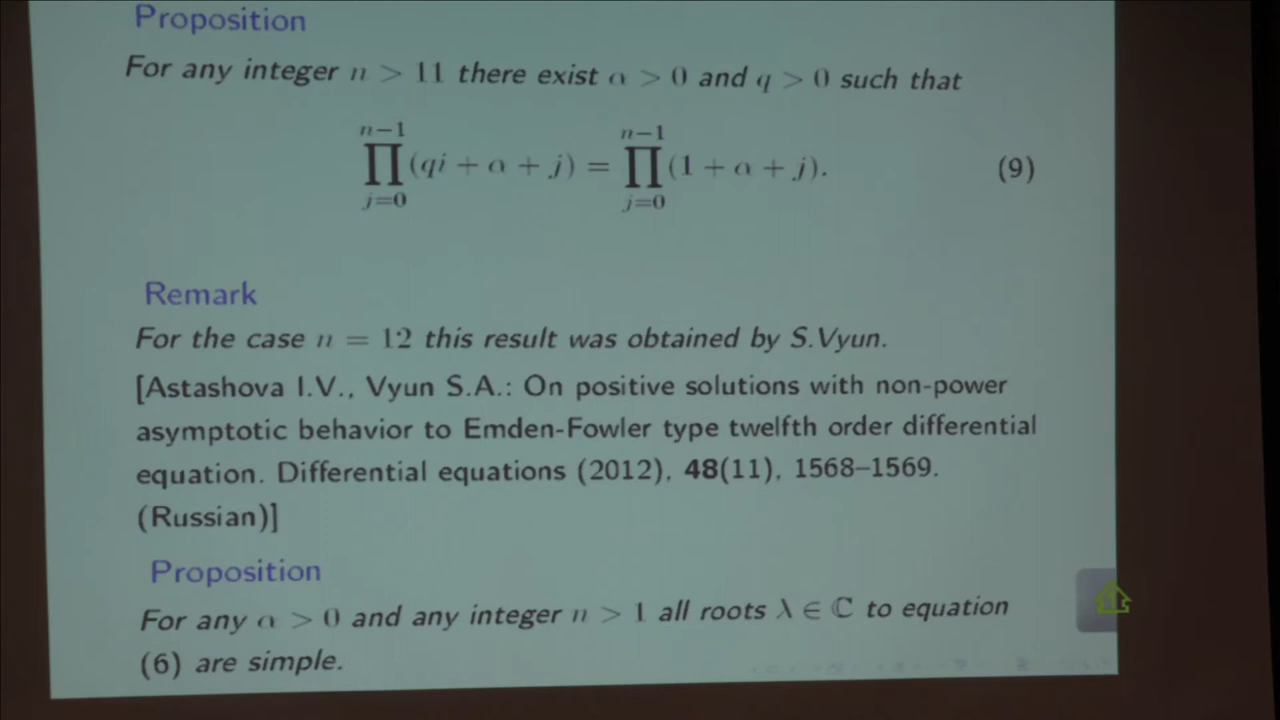 Proposition
For any integer n > 11 there exist α > 0 and q > 0 such that
n−1 n−1
∏ (qi + α + j) = ∏ (1 + α + j). (9)
j=0 j=0
Remark
For the case n = 12 this result was obtained by S.Vyun.
[Astashova I.V., Vyun S.A.: On positive solutions with non-power
asymptotic behavior to Emden-Fowler type twelfth order differential
equation. Differential equations (2012), 48(11), 1568–1569.
(Russian)]
Proposition
For any α > 0 and any integer n > 1 all roots λ ∈ ℂ to equation
(6) are simple.